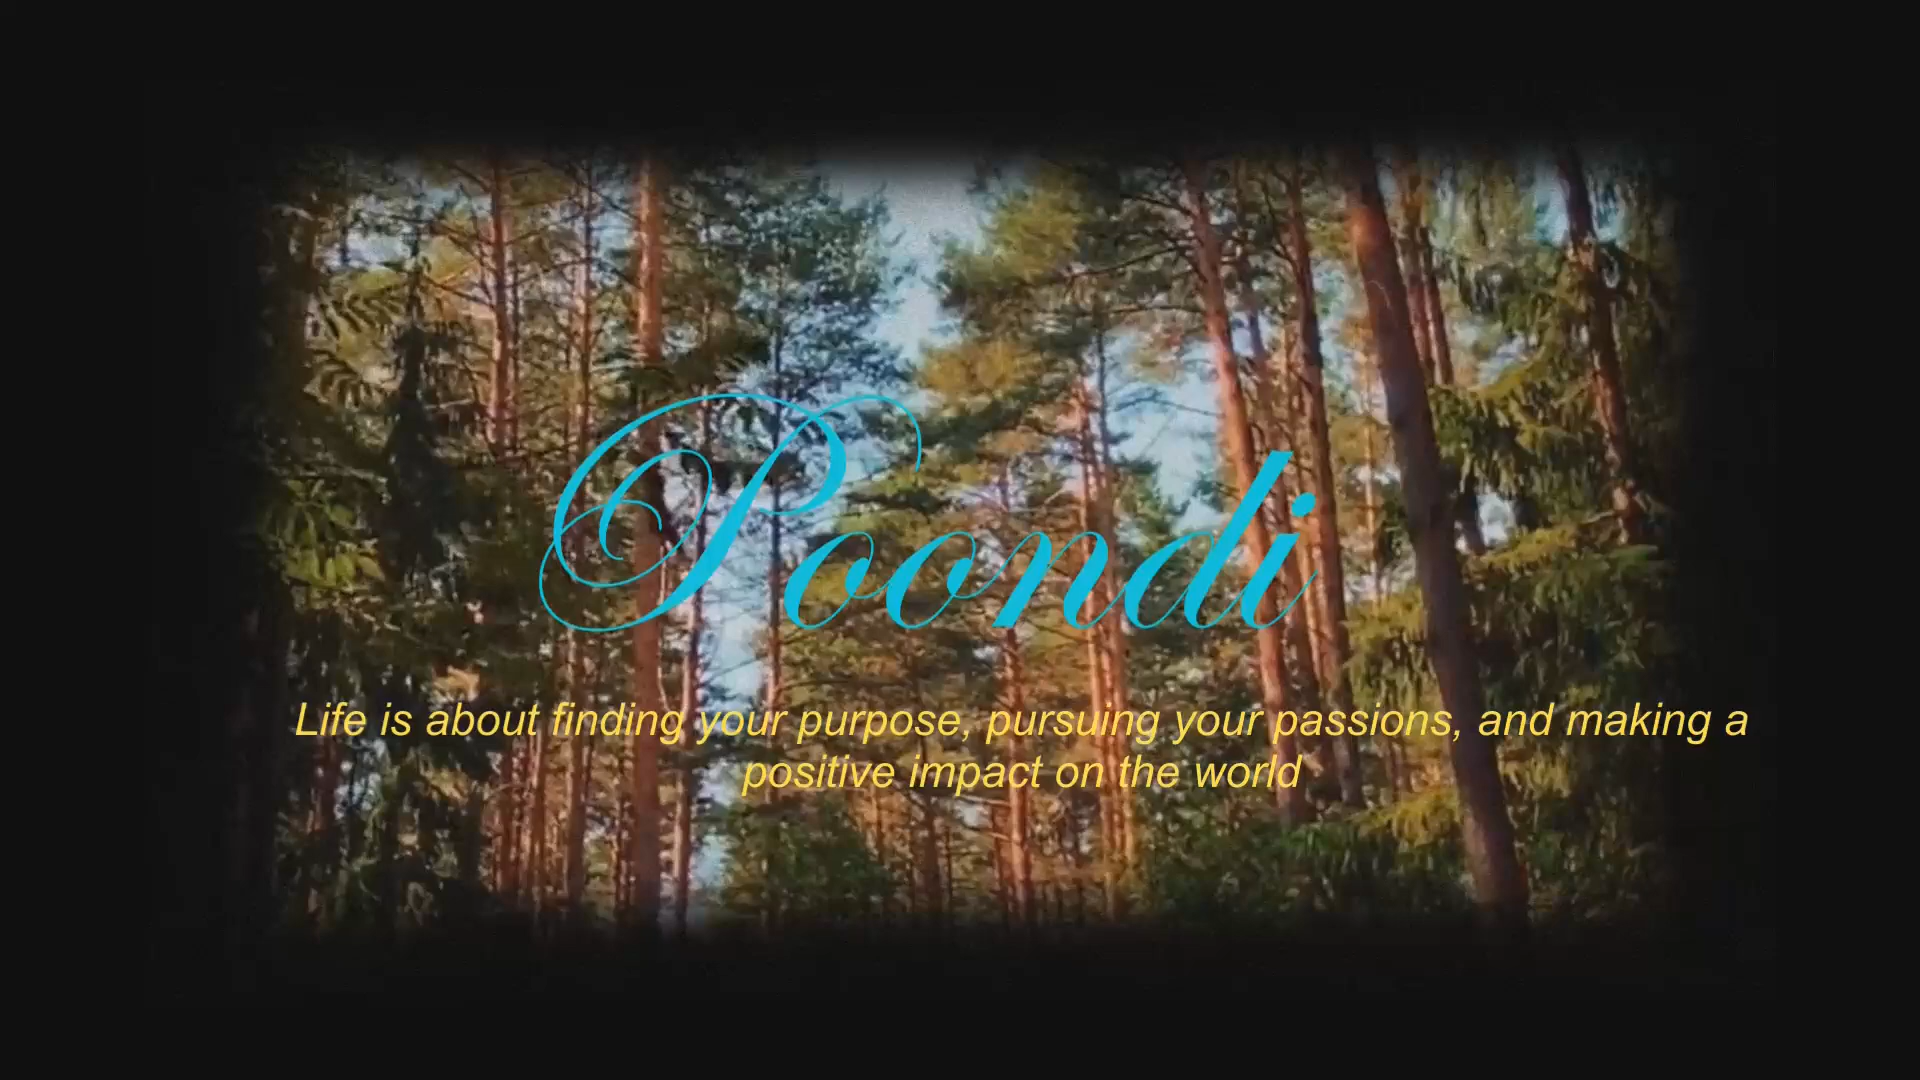 Poondi
Life is about finding your purpose, pursuing your passions, and making a
positive impact on the world